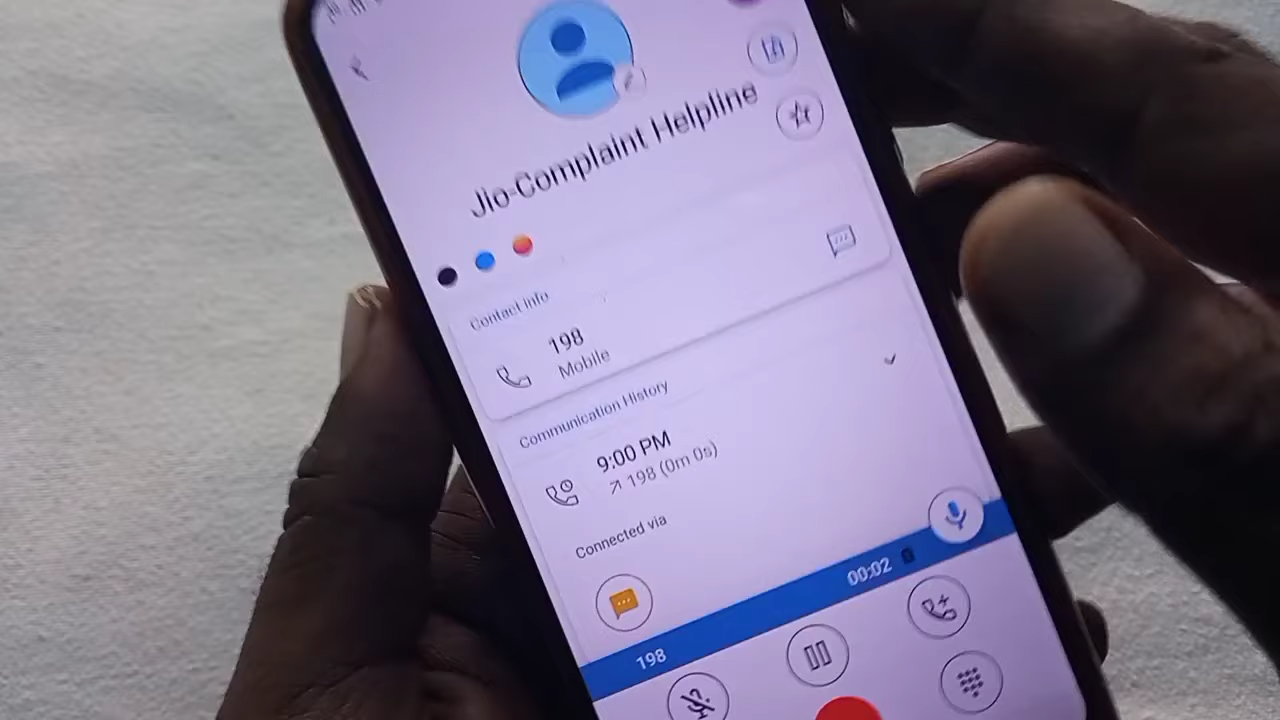 Jio-Complaint Helpline
Contact info
198
Mobile
Communication History
9:00 PM
↗ 198 (0m 0s)
Connected via
00:02
198